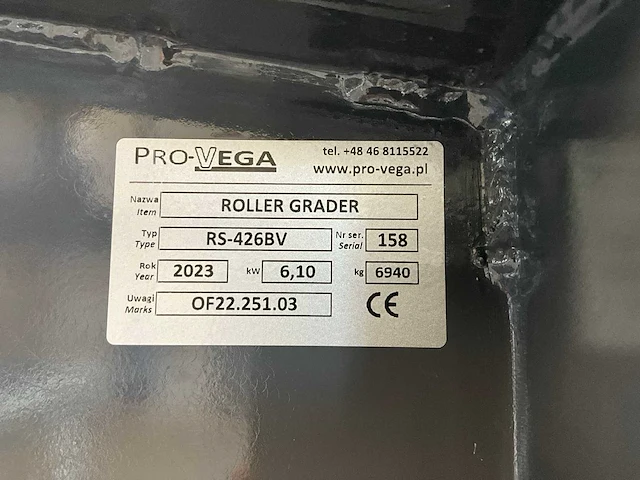 PRO-VEGA tel. +48 46 8115522
www.pro-vega.pl
Nazwa
Item ROLLER GRADER
Typ
Type RS-426BV Nr ser.
Serial 158
Rok
Year 2023 kW 6,10 kg 6940
Uwagi
Marks OF22.251.03 CE